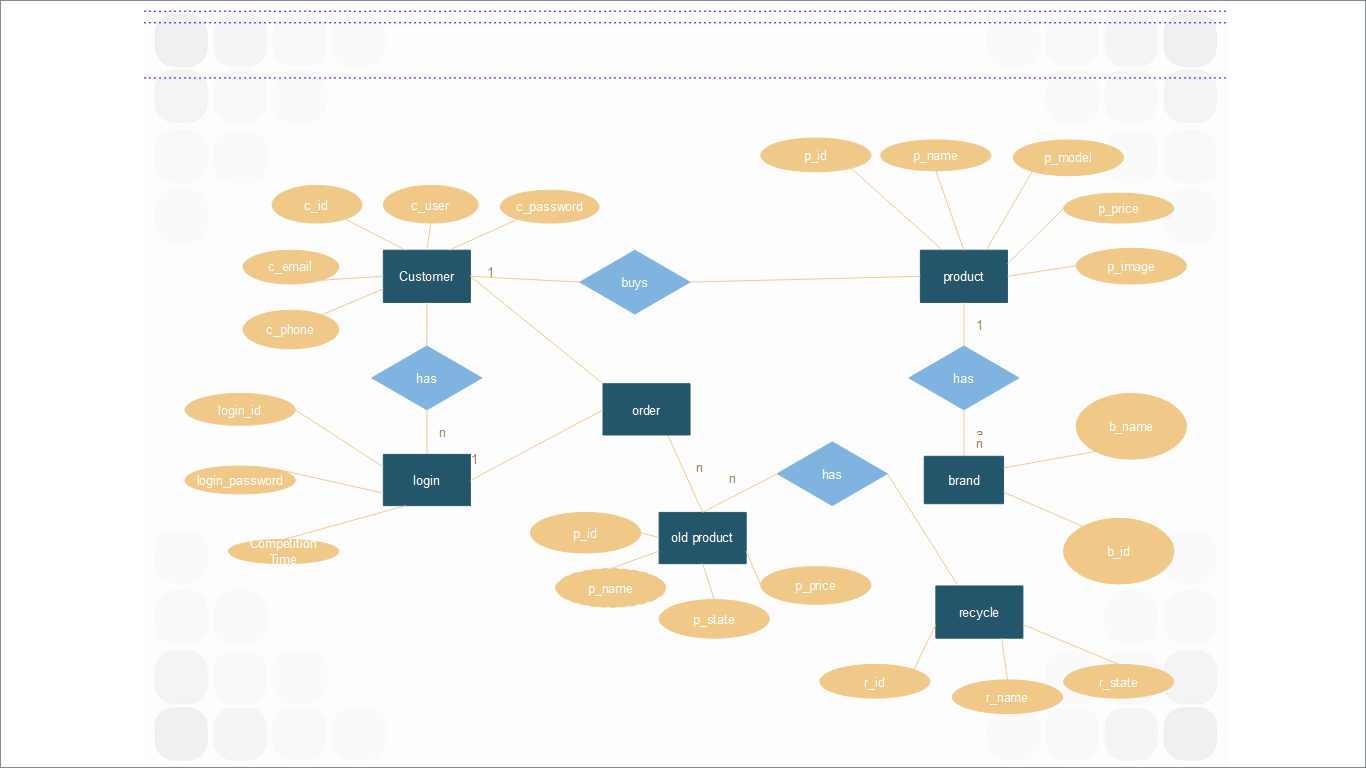 p_id
p_name
p_model
c_id
c_user
c_password
p_price
c_email
Customer
1
buys
product
p_image
c_phone
1
has
has
login_id
order
b_name
n
n
1
n
n
has
login_password
login
brand
p_id
old product
Competition
Time
b_id
p_name
p_price
p_state
recycle
r_id
r_name
r_state